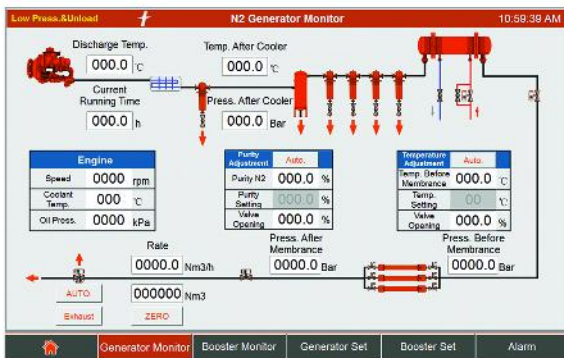 Low Press.&Unload
N2 Generator Monitor
10:59:39 AM
Discharge Temp.
000.0 ℃
Temp. After Cooler
000.0 ℃
Current
Running Time
000.0 h
Press. After Cooler
000.0 Bar
Engine
Speed 0000 rpm
Coolant
Temp. 000 ℃
Oil Press. 0000 kPa
Purity
Adjustment Auto.
Purity N2 000.0 %
Purity
Setting 000.0 %
Valve
Opening 000.0 %
Temperature
Adjustment Auto.
Temp. Before
Membrance 000.0 ℃
Temp.
Setting 00 ℃
Valve
Opening 000.0 %
Rate
0000.0 Nm3/h
000000 Nm3
Press. After
Membrance
0000.0 Bar
Press. Before
Membrance
0000.0 Bar
AUTO.
Exhaust
ZERO
Generator Monitor
Booster Monitor
Generator Set
Booster Set
Alarm